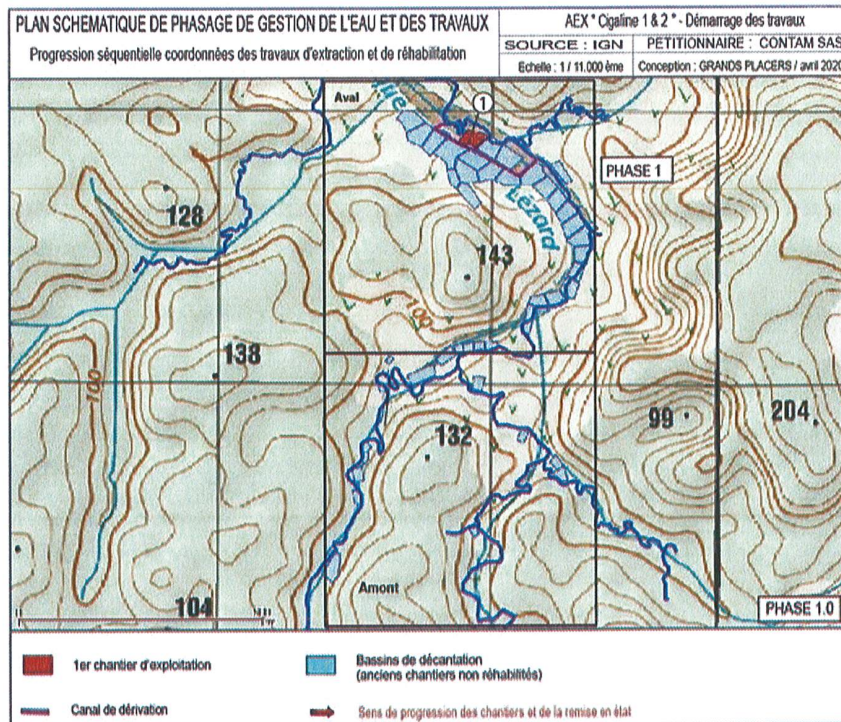 PLAN SCHEMATIQUE DE PHASAGE DE GESTION DE L'EAU ET DES TRAVAUX
Progression séquentielle coordonnées des travaux d'extraction et de réhabilitation
AEX " Cigaline 1 & 2 " - Démarrage des travaux
SOURCE : IGN
PETITIONNAIRE : CONTAM SAS
Echelle : 1 / 11.000 ème
Conception : GRANDS PLACERS / avril 2020
Aval
1
PHASE 1
Lézard
128
143
100
138
100
132
99
204
Amont
104
PHASE 1.0
1er chantier d'exploitation
Bassins de décantation
(anciens chantiers non réhabilités)
Canal de dérivation
Sens de progression des chantiers et de la remise en état